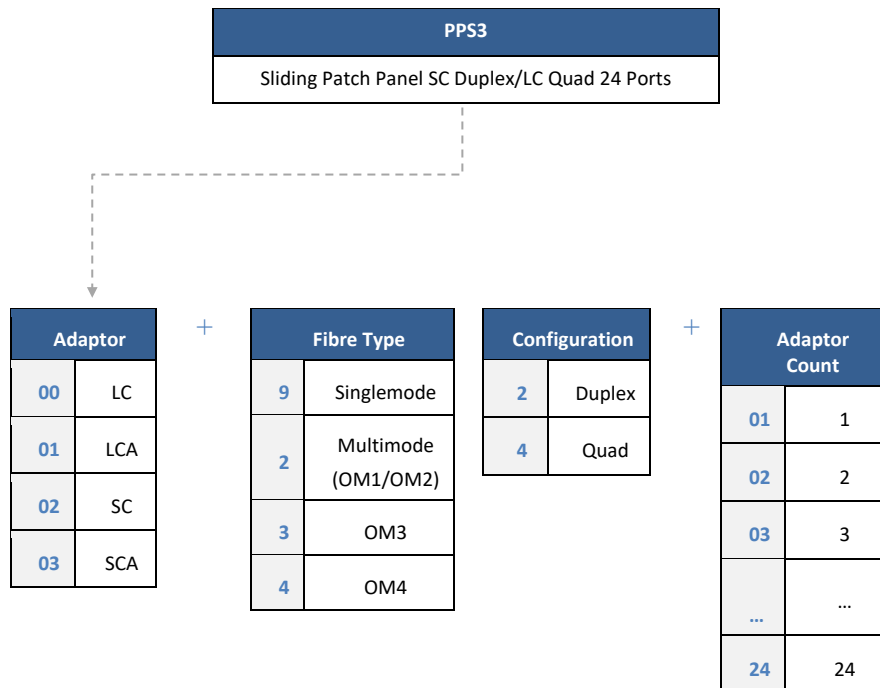 PPS3
Sliding Patch Panel SC Duplex/LC Quad 24 Ports
Adaptor
00 LC
01 LCA
02 SC
03 SCA
+
Fibre Type
9 Singlemode
2 Multimode
(OM1/OM2)
3 OM3
4 OM4
Configuration
2 Duplex
4 Quad
+
Adaptor
Count
01 1
02 2
03 3
... ...
24 24